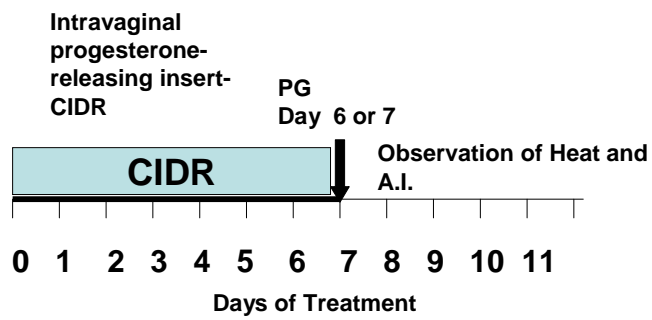 Intravaginal
progesterone-
releasing insert-
CIDR
PG
Day 6 or 7
Observation of Heat and
A.I.
CIDR
0 1 2 3 4 5 6 7 8 9 10 11
Days of Treatment